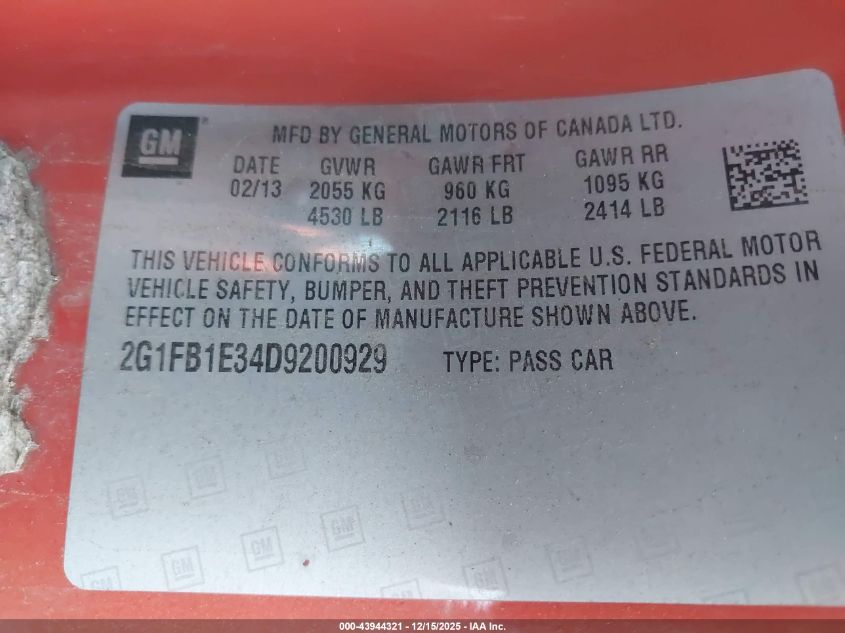 GM
MFD BY GENERAL MOTORS OF CANADA LTD.
DATE GVWR GAWR FRT GAWR RR
02/13 2055 KG 960 KG 1095 KG
4530 LB 2116 LB 2414 LB
THIS VEHICLE CONFORMS TO ALL APPLICABLE U.S. FEDERAL MOTOR
VEHICLE SAFETY, BUMPER, AND THEFT PREVENTION STANDARDS IN
EFFECT ON THE DATE OF MANUFACTURE SHOWN ABOVE.
2G1FB1E34D9200929 TYPE: PASS CAR
000-43944321 - 12/15/2025 - IAA Inc.